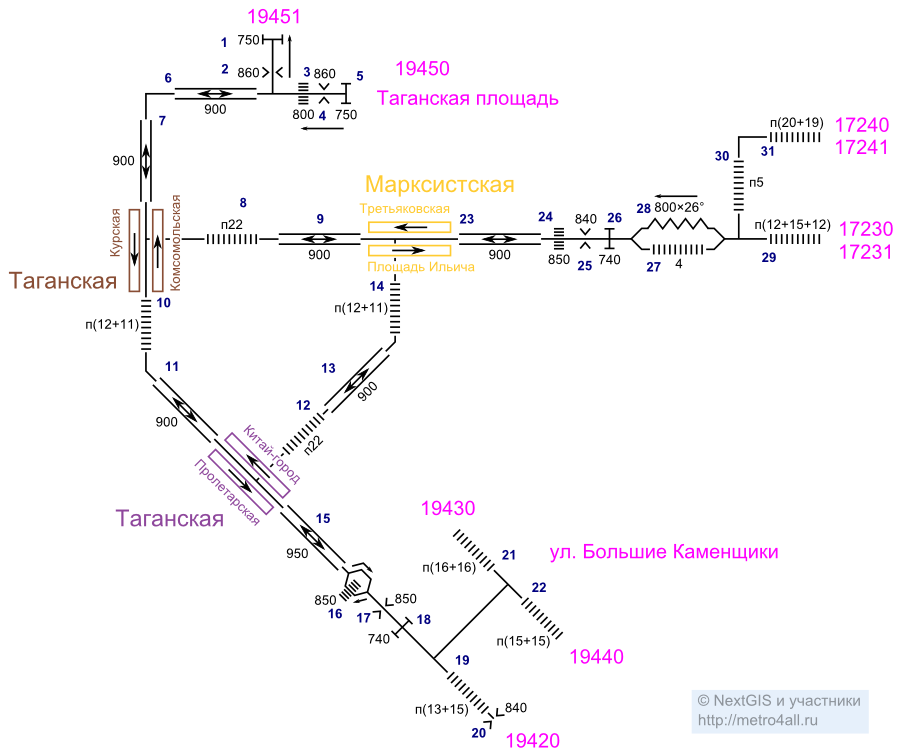 19451
1
750
2
860
3
860
5
19450
6
900
800
4
750
Таганская площадь
7
900
п(20+19)
17240
17241
30
31
п5
Марксистская
8
п22
9
900
Третьяковская
23
Площадь Ильича
900
24
840
26
28
800×26°
850
25
740
27
4
п(12+15+12)
29
17230
17231
Курская
Комсомольская
Таганская
10
п(12+11)
14
п(12+11)
11
900
13
900
12
п22
Китай-город
Пролетарская
Таганская
15
950
850
16
17
850
18
740
19430
21
ул. Большие Каменщики
п(16+16)
22
п(15+15)
19440
19
п(13+15)
840
20
19420
© NextGIS и участники
http://metro4all.ru